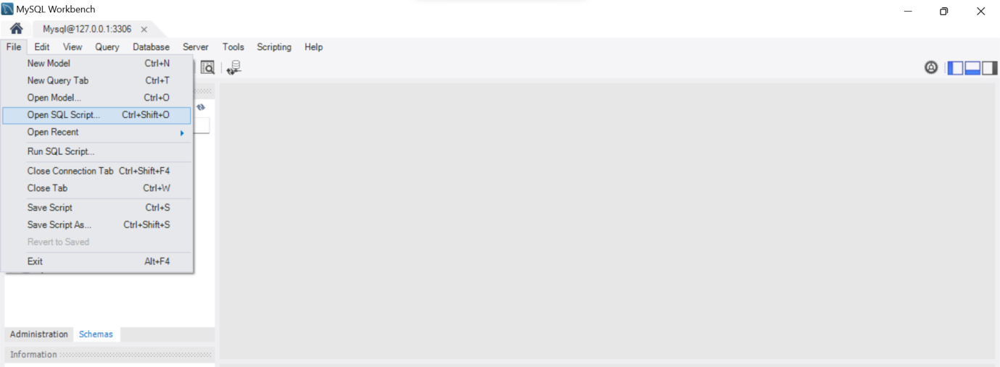 MySQL Workbench
Mysql@127.0.0.1:3306
File Edit View Query Database Server Tools Scripting Help
New Model Ctrl+N
New Query Tab Ctrl+T
Open Model... Ctrl+O
Open SQL Script... Ctrl+Shift+O
Open Recent
Run SQL Script...
Close Connection Tab Ctrl+Shift+F4
Close Tab Ctrl+W
Save Script Ctrl+S
Save Script As... Ctrl+Shift+S
Revert to Saved
Exit Alt+F4
Administration Schemas
Information